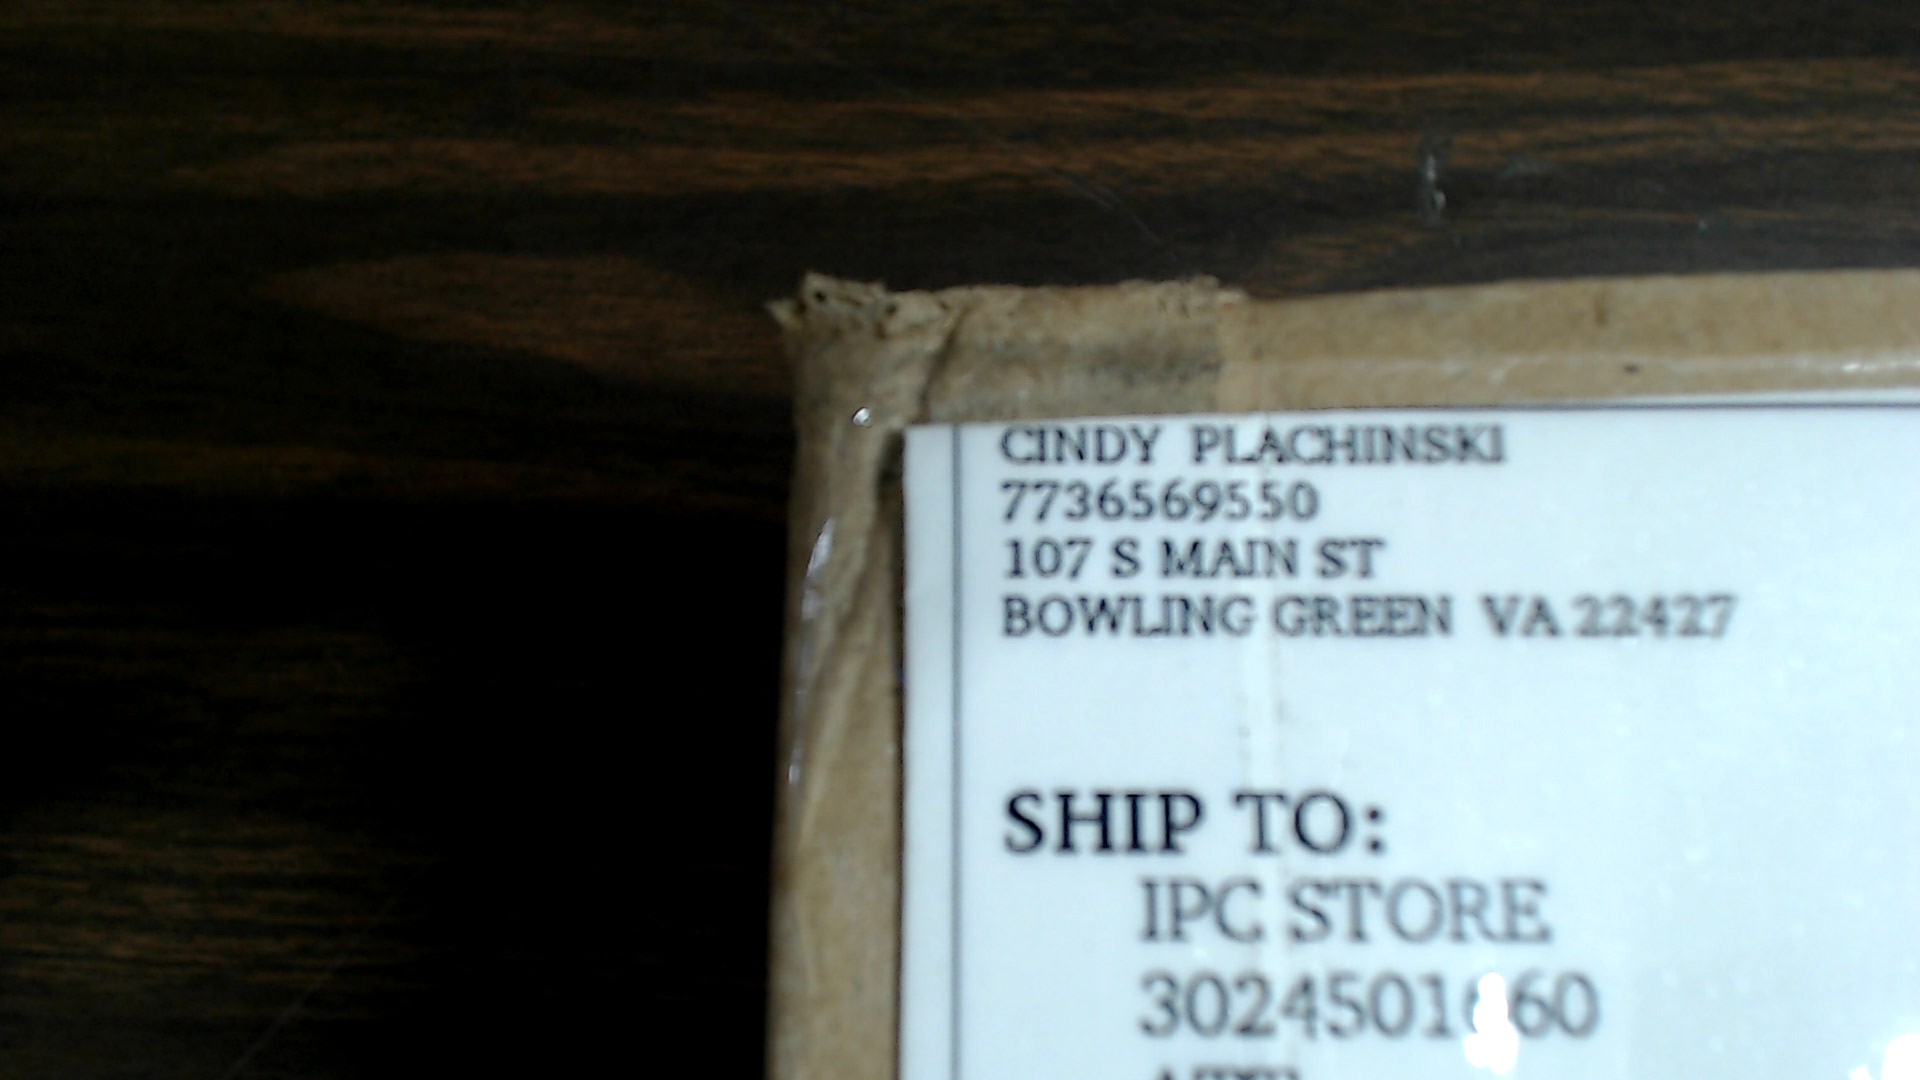 CINDY PLACHINSKI
7736569550
107 S MAIN ST
BOWLING GREEN VA 22427
SHIP TO:
IPC STORE